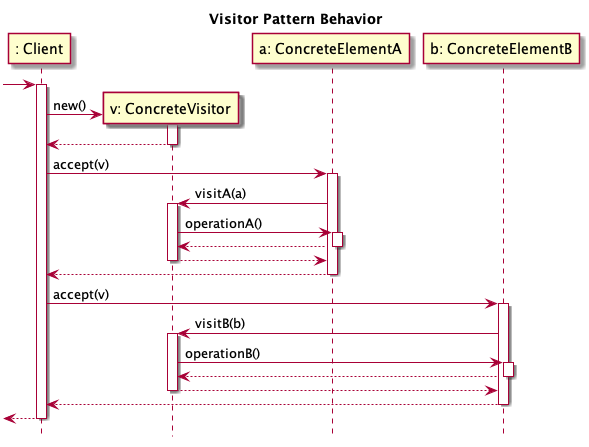 Visitor Pattern Behavior
: Client
a: ConcreteElementA
b: ConcreteElementB
new()
v: ConcreteVisitor
accept(v)
visitA(a)
operationA()
accept(v)
visitB(b)
operationB()